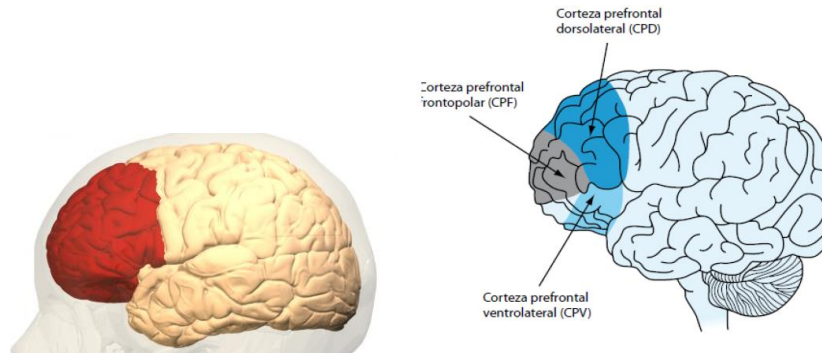 Corteza prefrontal
dorsolateral (CPD)
Corteza prefrontal
frontopolar (CPF)
Corteza prefrontal
ventrolateral (CPV)